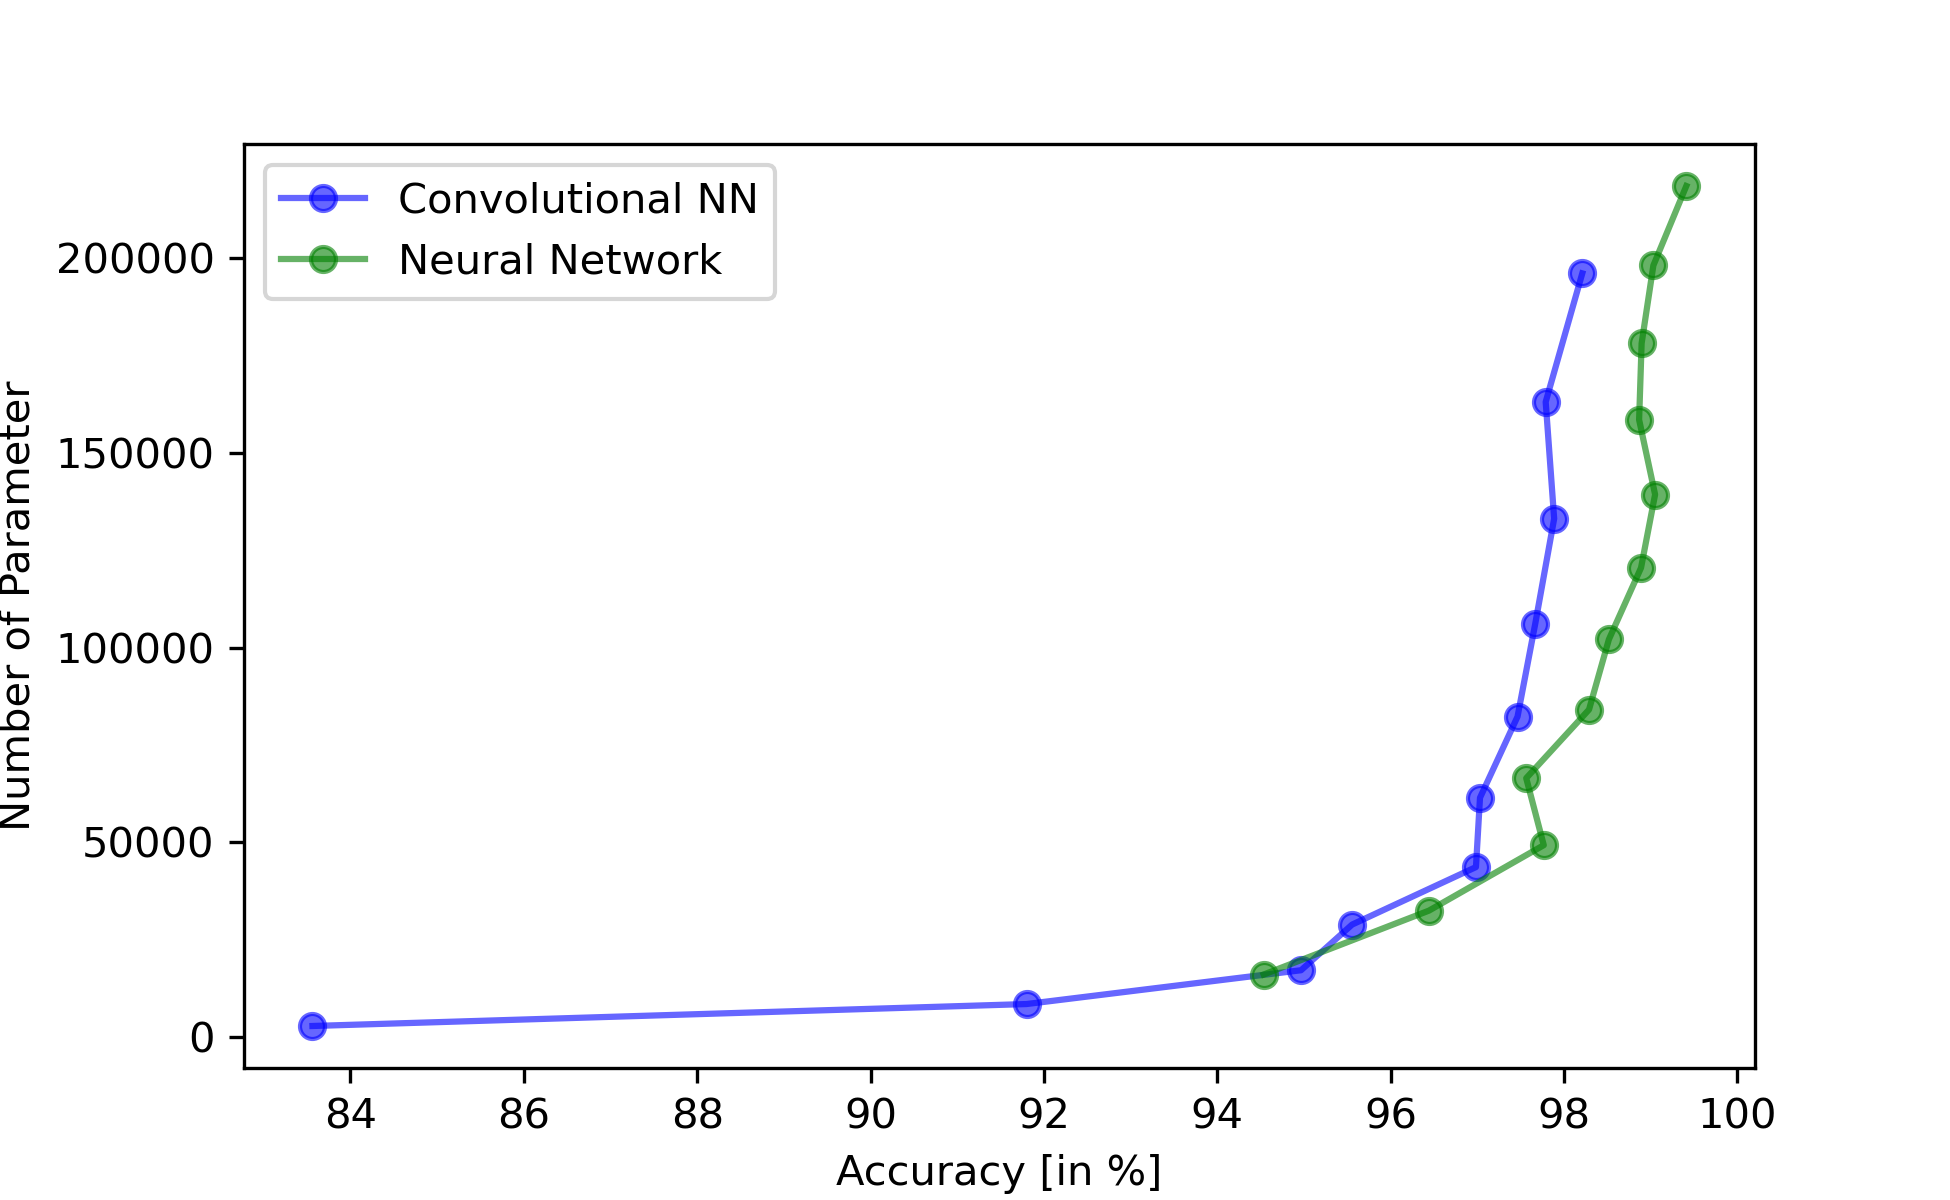 Convolutional NN
Neural Network
200000
150000
100000
50000
0
Number of Parameter
84 86 88 90 92 94 96 98 100
Accuracy [in %]